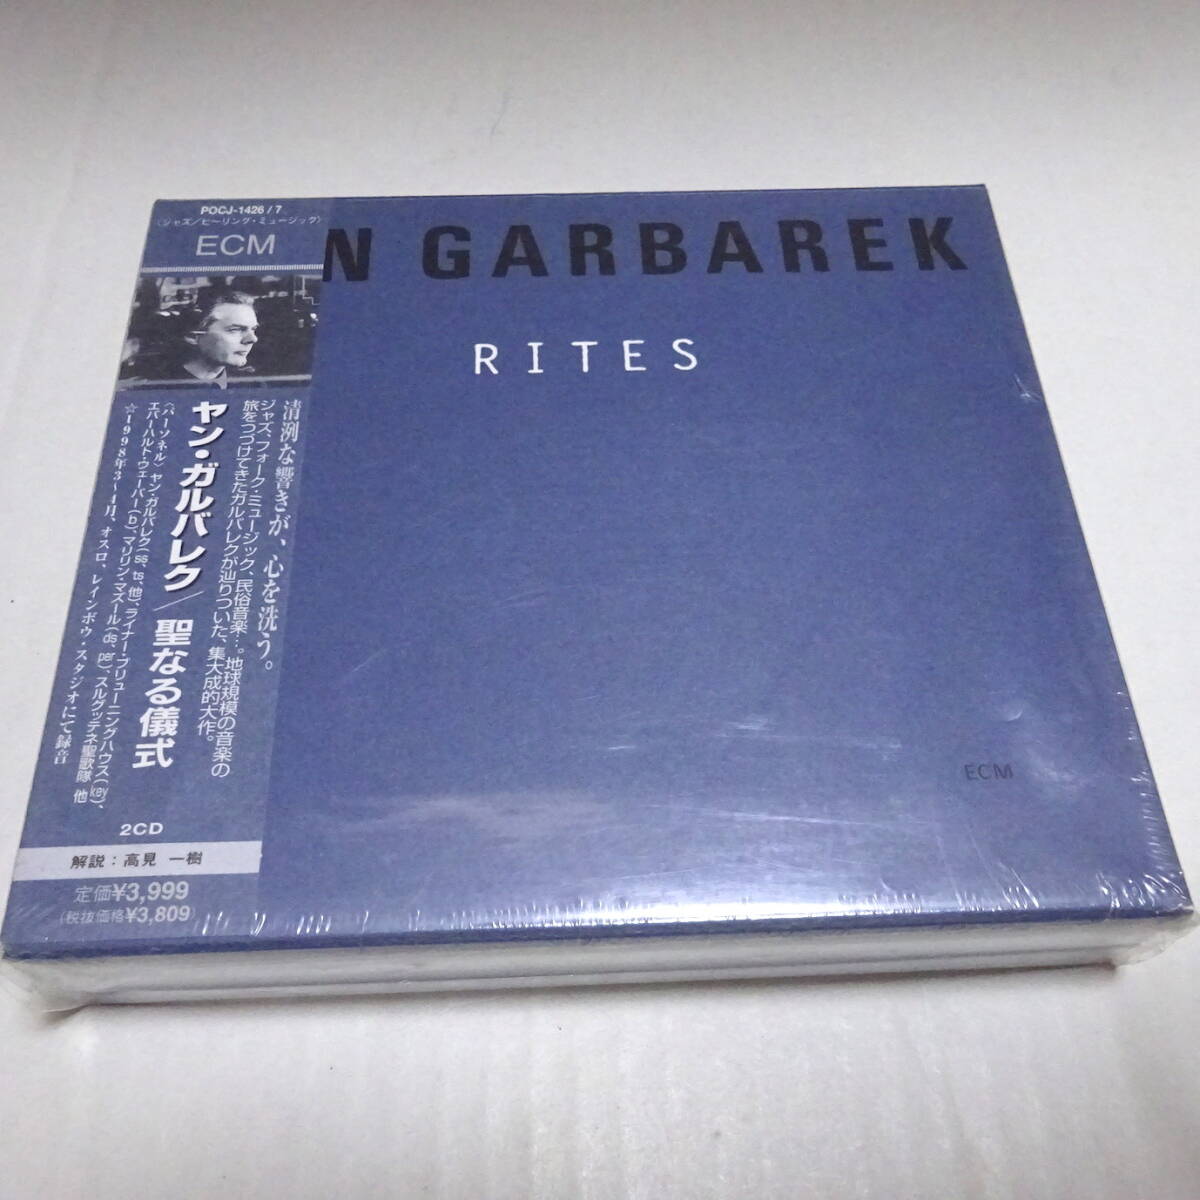 POCJ-1426/7
〈ジャズ/ヒーリング・ミュージック〉
ECM
N GARBAREK
RITES
清洌な響きが、心を洗う。
ジャズ、フォーク・ミュージック、民俗音楽…。地球規模の音楽の
旅をつづけてきたガルバレクが辿りついた、集大成的大作。
ヤン・ガルバレク/聖なる儀式
〈パーソネル〉ヤン・ガルバレク(ss, ts, 他)、ライナー・ブリューニングハウス(key)、
エバーハルト・ウェーバー(b)、マリリン・マズール(ds, per)、スルグッテネ聖歌隊 他
☆1998年3〜4月、オスロ、レインボウ・スタジオにて録音
2CD
解説：高見 一樹
定価¥3,999
(税抜価格¥3,809)
ECM